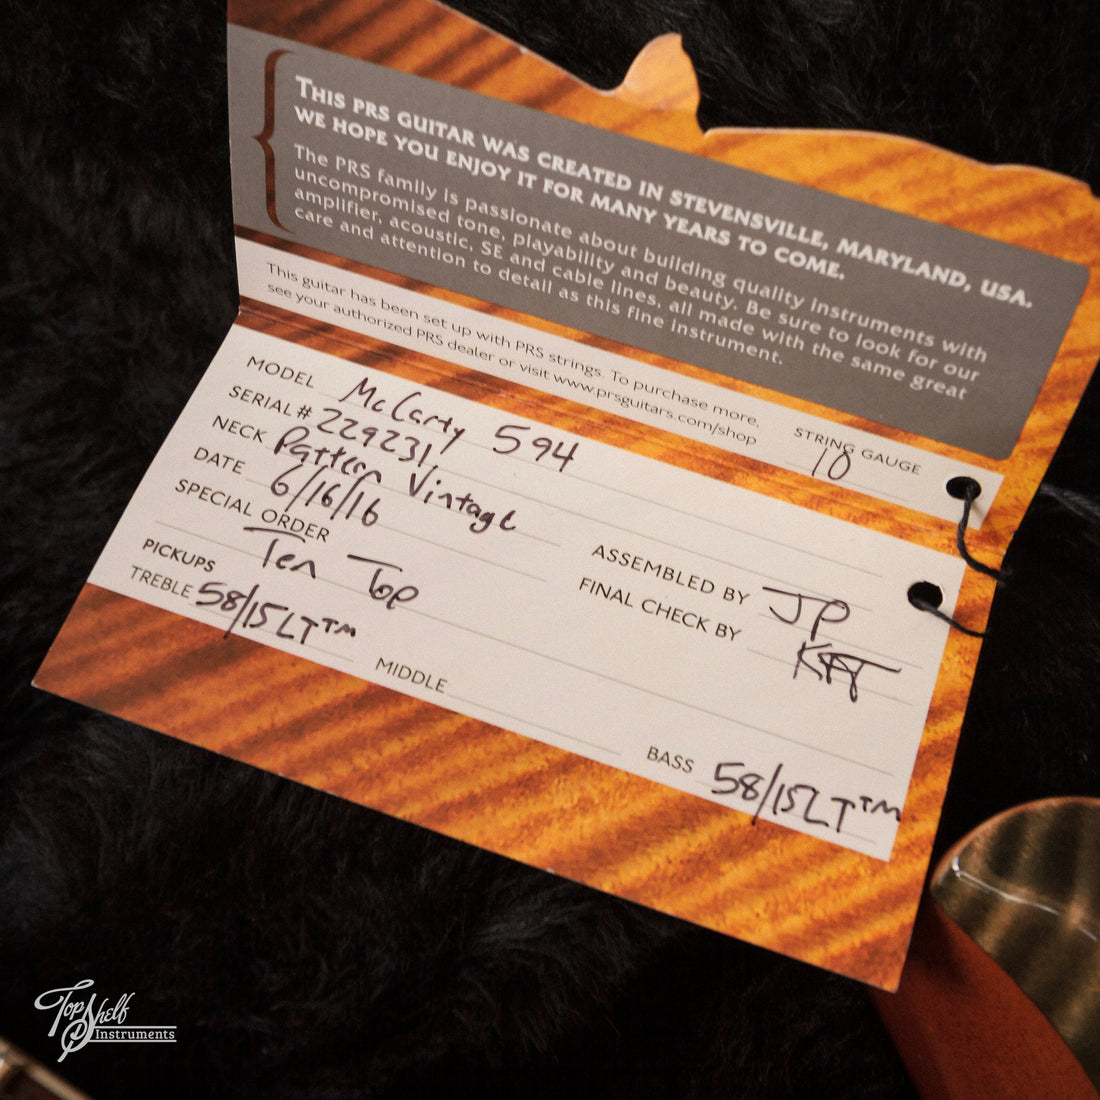 THIS PRS GUITAR WAS CREATED IN STEVENSVILLE, MARYLAND, USA.
WE HOPE YOU ENJOY IT FOR MANY YEARS TO COME.
The PRS family is passionate about building quality instruments with
uncompromised tone, playability and beauty. Be sure to look for our
amplifier, acoustic, SE and cable lines, all made with the same great
care and attention to detail as this fine instrument.
This guitar has been set up with PRS strings. To purchase more,
see your authorized PRS dealer or visit www.prsguitars.com/shop
STRING GAUGE
10
MODEL McCarty 594
SERIAL# 229231
NECK Pattern Vintage
DATE 6/16/16
SPECIAL ORDER
Ten Top
ASSEMBLED BY JP
FINAL CHECK BY
PICKUPS
TREBLE 58/15LT™
MIDDLE
BASS 58/15LT™
Top Shelf
Instruments